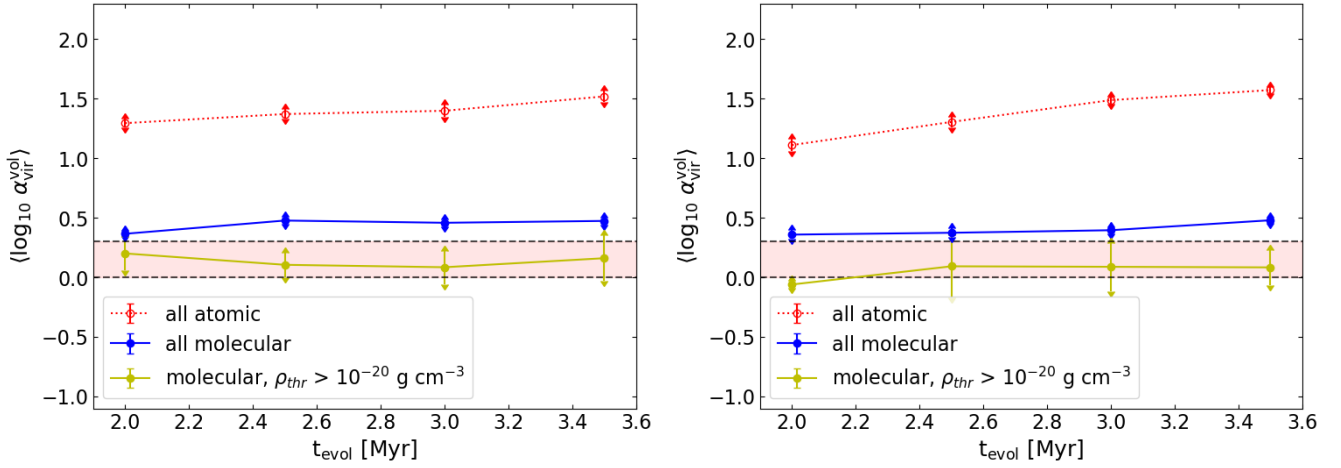 2.0
1.5
1.0
0.5
0.0
−0.5
−1.0
⟨log₁₀ α_vir^vol⟩
all atomic
all molecular
molecular, ρ_thr > 10⁻²⁰ g cm⁻³
2.0 2.2 2.4 2.6 2.8 3.0 3.2 3.4 3.6
t_evol [Myr]
2.0
1.5
1.0
0.5
0.0
−0.5
−1.0
⟨log₁₀ α_vir^vol⟩
all atomic
all molecular
molecular, ρ_thr > 10⁻²⁰ g cm⁻³
2.0 2.2 2.4 2.6 2.8 3.0 3.2 3.4 3.6
t_evol [Myr]